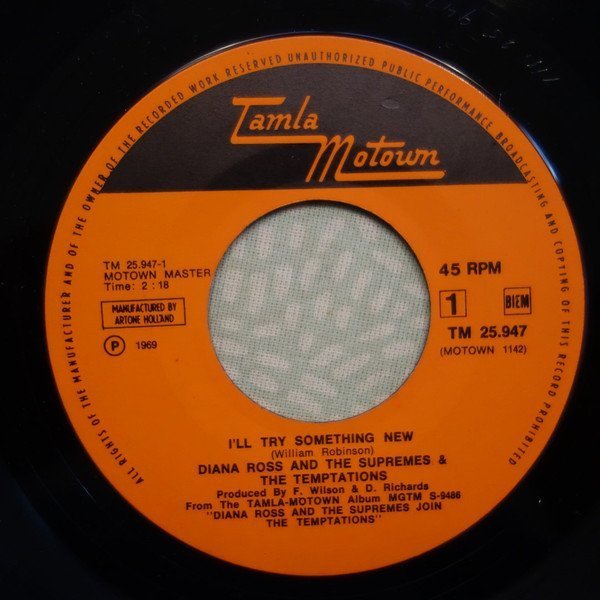 ALL RIGHTS OF THE MANUFACTURER AND OF THE OWNER OF THE RECORDED WORK RESERVED UNAUTHORIZED PUBLIC PERFORMANCE BROADCASTING AND COPYING OF THIS RECORD PROHIBITED
Tamla
Motown
TM 25.947-1
MOTOWN MASTER
Time: 2 : 18
MANUFACTURED BY
ARTONE HOLLAND
P 1969
45 RPM
1 BIEM
TM 25.947
(MOTOWN 1142)
I'LL TRY SOMETHING NEW
(William Robinson)
DIANA ROSS AND THE SUPREMES &
THE TEMPTATIONS
Produced By F. Wilson & D. Richards
From The TAMLA-MOTOWN Album MGTM S-9486
"DIANA ROSS AND THE SUPREMES JOIN
THE TEMPTATIONS"